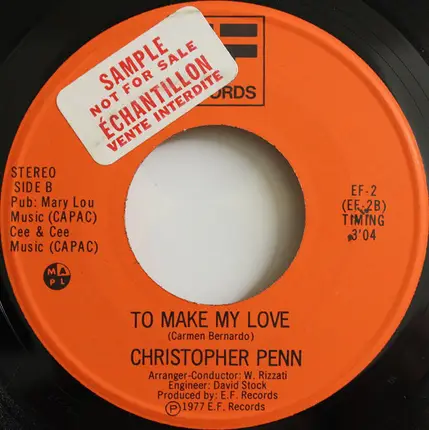 SAMPLE
NOT FOR SALE
ÉCHANTILLON
VENTE INTERDITE
STEREO
SIDE B
Pub: Mary Lou
Music (CAPAC)
Cee & Cee
Music (CAPAC)
MAPL
EF-2
(EF-2B)
TIMING
3'04
TO MAKE MY LOVE
(Carmen Bernardo)
CHRISTOPHER PENN
Arranger-Conductor: W. Rizzati
Engineer: David Stock
Produced by: E.F. Records
Ⓟ 1977 E.F. Records